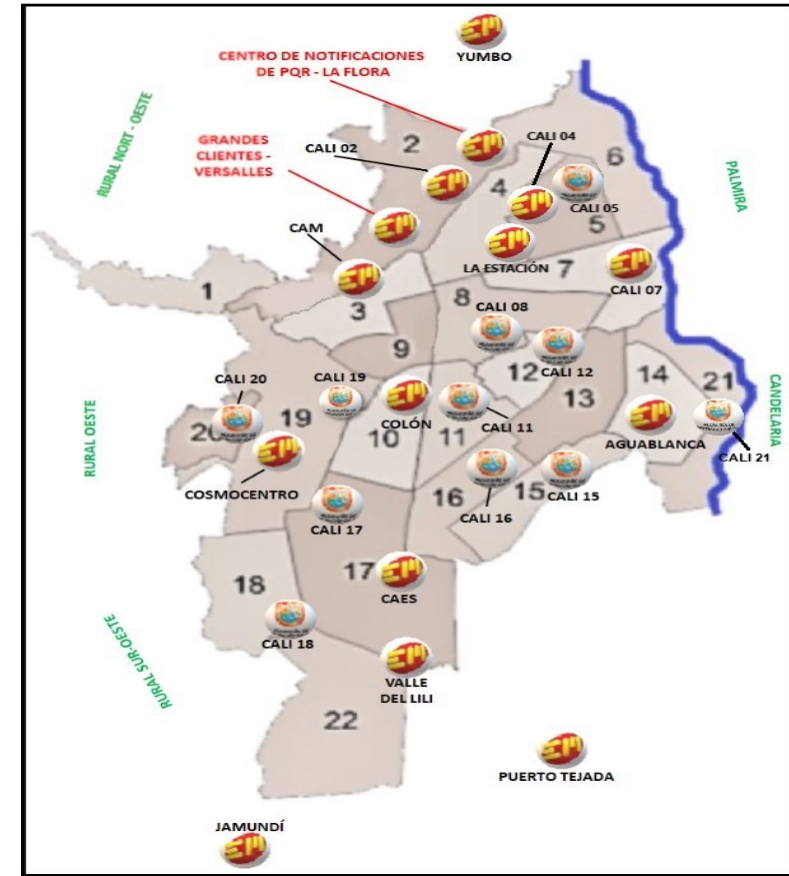 YUMBO
CENTRO DE NOTIFICACIONES
DE PQR - LA FLORA
GRANDES
CLIENTES -
VERSALLES
CALI 02
2
CALI 04
6
RURAL NORT - OESTE
PALMIRA
4
CALI 05
5
CAM
LA ESTACIÓN
7
CALI 07
1
3
8
CALI 08
9
CALI 12
12
CALI 20
CALI 19
14
21
CANDELARIA
13
20
19
COLÓN
10
11
CALI 11
AGUABLANCA
CALI 21
RURAL OESTE
COSMOCENTRO
16
15
CALI 15
CALI 16
CALI 17
17
18
CAES
CALI 18
RURAL SUR-OESTE
VALLE
DEL LILI
22
PUERTO TEJADA
JAMUNDÍ